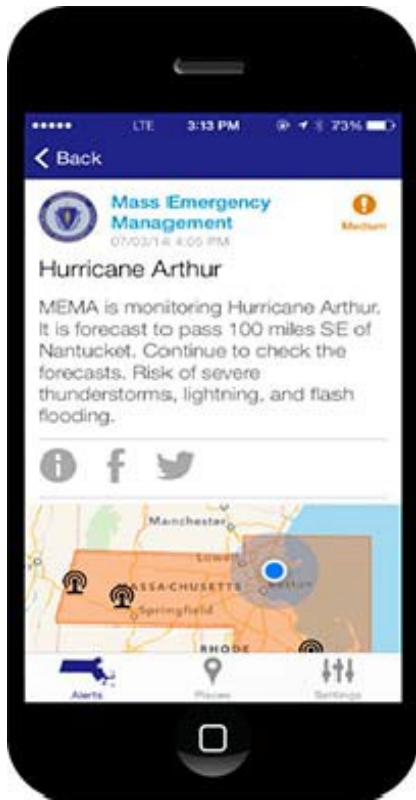 LTE 3:13 PM 73%
Back
Mass Emergency
Management
07/03/14 4:05 PM
Medium
Hurricane Arthur
MEMA is monitoring Hurricane Arthur.
It is forecast to pass 100 miles SE of
Nantucket. Continue to check the
forecasts. Risk of severe
thunderstorms, lightning, and flash
flooding.
Manchester
Lowell
MASSACHUSETTS
Boston
Springfield
RHODE
Alerts Places Settings